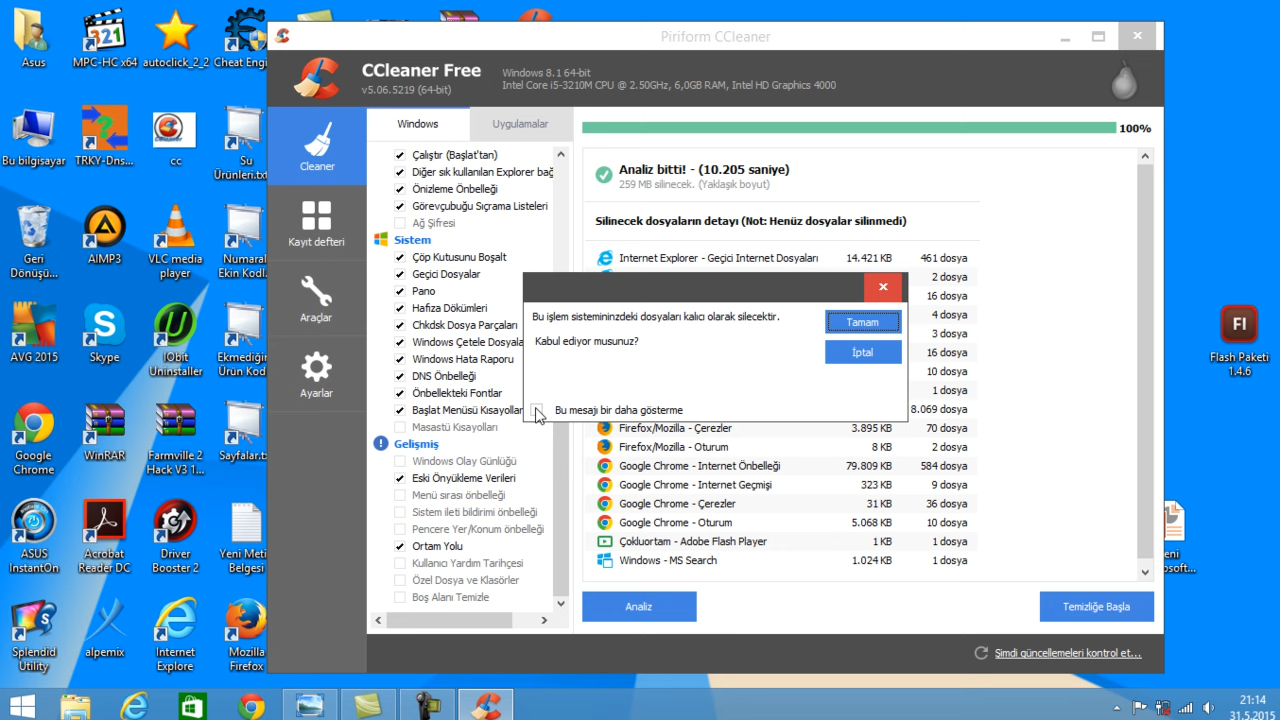 Asus
MPC-HC x64
autoclick_2_2
Cheat Engi
Bu bilgisayar
TRKY-Dns...
cc
Su
Ürünleri.txt
Geri
Dönüşü...
AIMP3
VLC media
player
Numaral
Ekin Kodl.
AVG 2015
Skype
IObit
Uninstaller
Ekmediğin
Ürün Kodl
Google
Chrome
WinRAR
Farmville 2
Hack V3 1...
Sayfalar.tx
ASUS
InstantOn
Acrobat
Reader DC
Driver
Booster 2
Yeni Meti
Belgesi
Splendid
Utility
alpemix
Internet
Explore
Mozilla
Firefox
Piriform CCleaner
CCleaner Free
v5.06.5219 (64-bit)
Windows 8.1 64-bit
Intel Core i5-3210M CPU @ 2.50GHz, 6,0GB RAM, Intel HD Graphics 4000
Cleaner
Kayıt defteri
Araçlar
Ayarlar
Windows
Uygulamalar
Çalıştır (Başlat'tan)
Diğer sık kullanılan Explorer bağ
Önizleme Önbelleği
Görevçubuğu Sıçrama Listeleri
Ağ Şifresi
Sistem
Çöp Kutusunu Boşalt
Geçici Dosyalar
Pano
Hafıza Dökümleri
Chkdsk Dosya Parçaları
Windows Çetele Dosyala
Windows Hata Raporu
DNS Önbelleği
Önbellekteki Fontlar
Başlat Menüsü Kısayollar
Masastü Kısayolları
Gelişmiş
Windows Olay Günlüğü
Eski Önyükleme Verileri
Menü sırası önbelleği
Sistem ileti bildirimi önbelleği
Pencere Yer/Konum önbelleği
Ortam Yolu
Kullanıcı Yardım Tarihçesi
Özel Dosya ve Klasörler
Boş Alanı Temizle
100%
Analiz bitti! - (10.205 saniye)
259 MB silinecek. (Yaklaşık boyut)
Silinecek dosyaların detayı (Not: Henüz dosyalar silinmedi)
Internet Explorer - Geçici Internet Dosyaları 14.421 KB 461 dosya
2 dosya
16 dosya
4 dosya
3 dosya
16 dosya
10 dosya
1 dosya
8.069 dosya
Firefox/Mozilla - Çerezler 3.895 KB 70 dosya
Firefox/Mozilla - Oturum 8 KB 2 dosya
Google Chrome - Internet Önbelleği 79.809 KB 584 dosya
Google Chrome - Internet Geçmişi 323 KB 9 dosya
Google Chrome - Çerezler 31 KB 36 dosya
Google Chrome - Oturum 5.068 KB 10 dosya
Çokluortam - Adobe Flash Player 1 KB 1 dosya
Windows - MS Search 1.024 KB 1 dosya
Bu işlem sistemininzdeki dosyaları kalıcı olarak silecektir.
Kabul ediyor musunuz?
Tamam
İptal
Bu mesajı bir daha gösterme
Analiz
Temizliğe Başla
Şimdi güncellemeleri kontrol et...
FI
Flash Paketi
1.4.6
eni
osoft...
21:14
31.5.2015